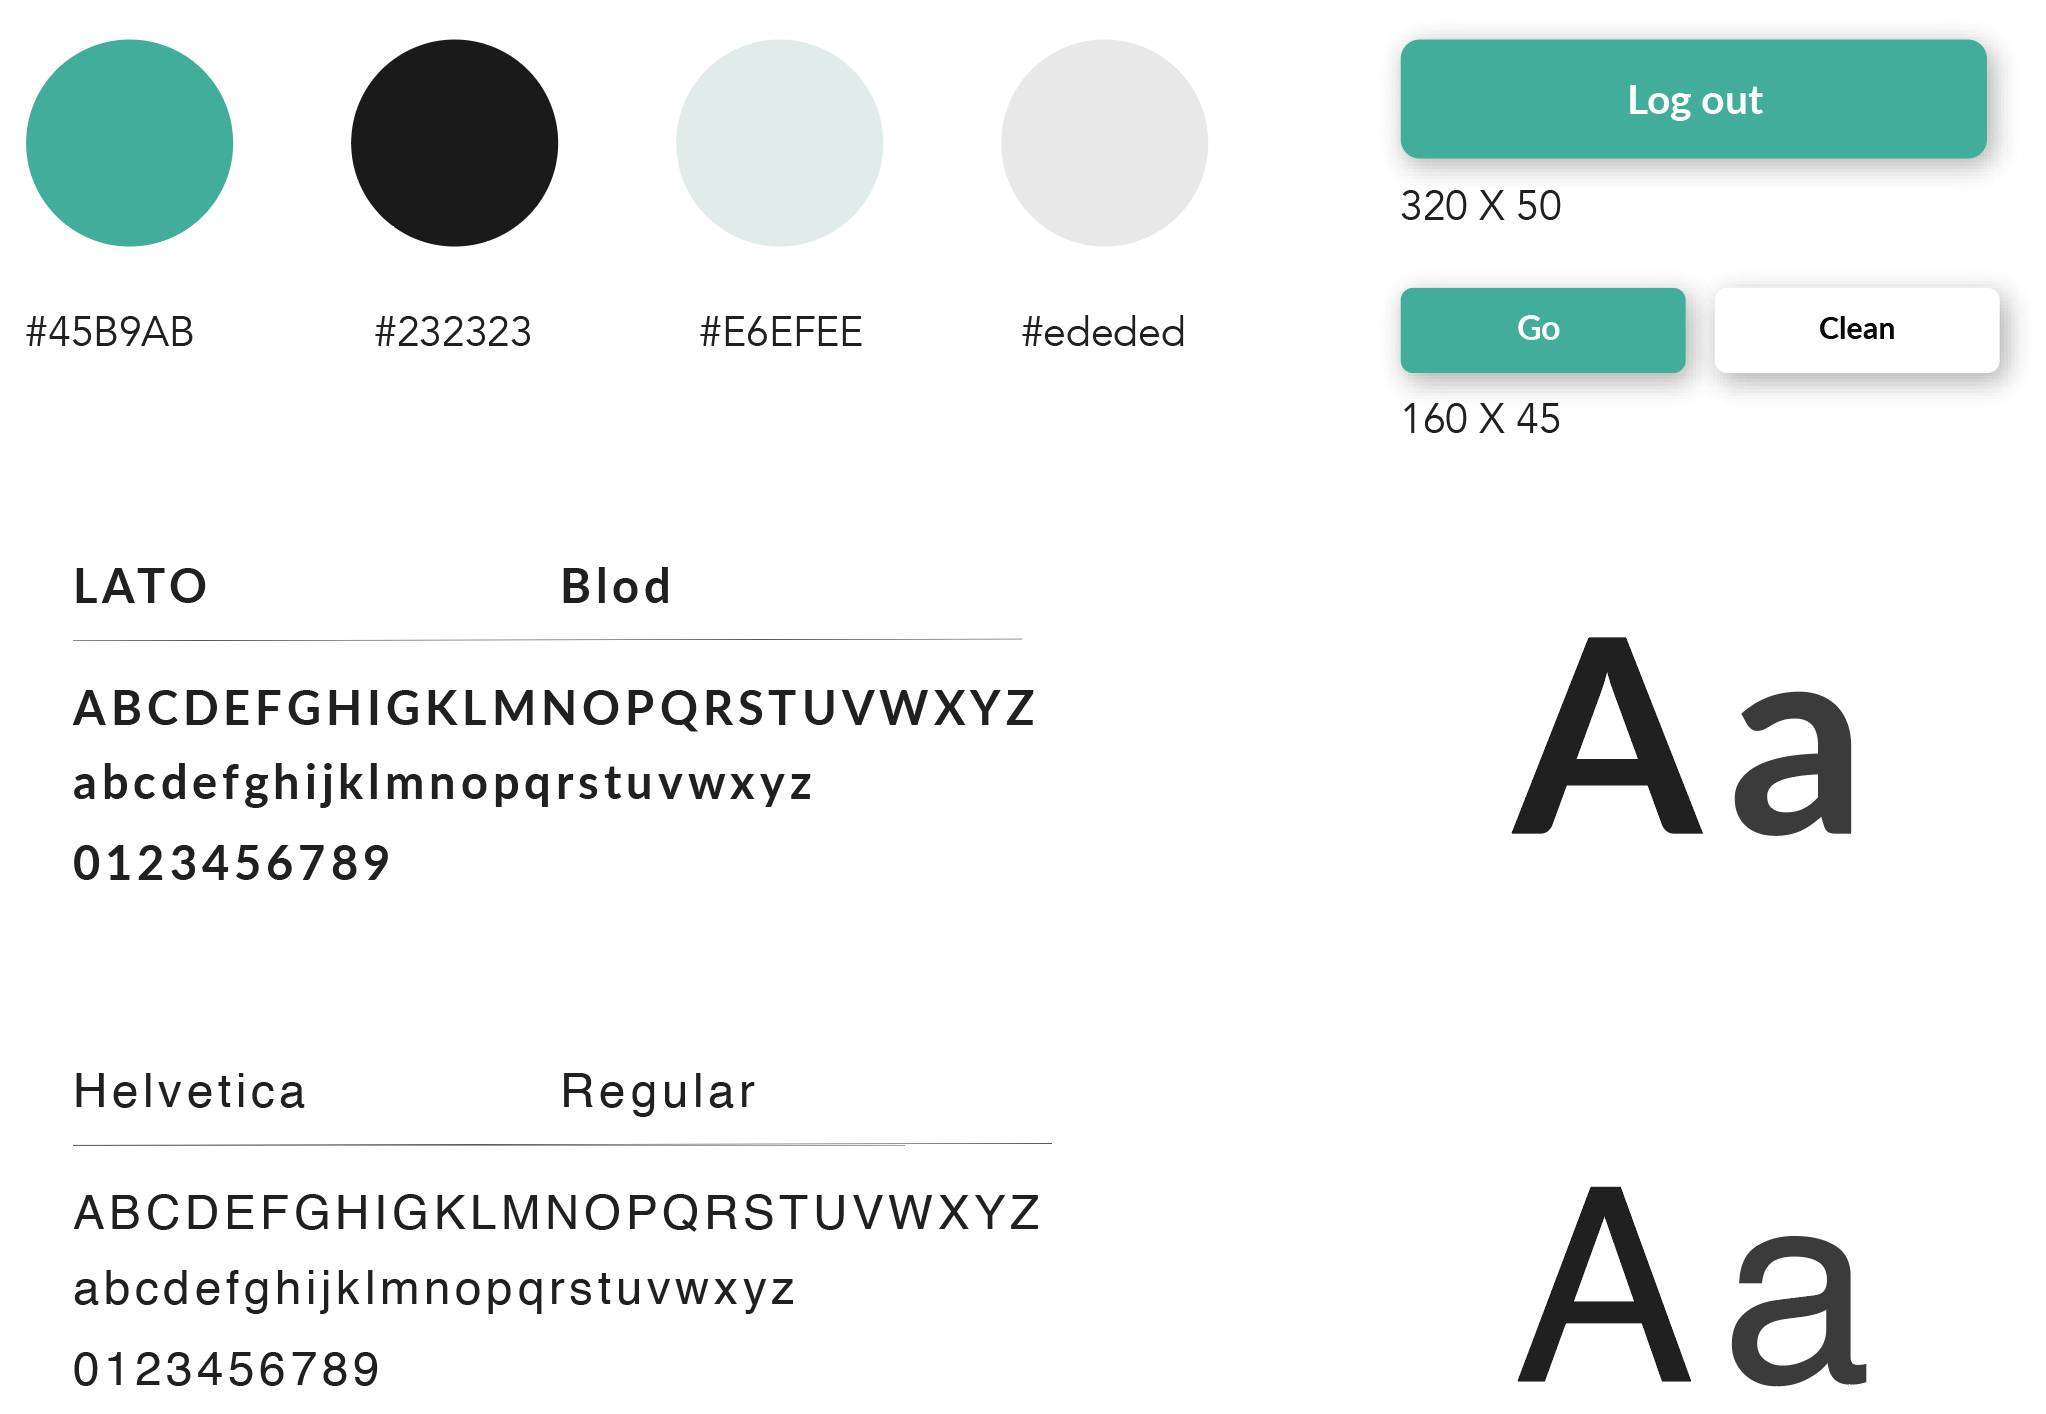 Log out
320 X 50
#45B9AB #232323 #E6EFEE #ededed
Go Clean
160 X 45
LATO Blod
ABCDEFGHIGKLMNOPQRSTUVWXYZ
abcdefghijklmnopqrstuvwxyz
0123456789
Aa
Helvetica Regular
ABCDEFGHIGKLMNOPQRSTUVWXYZ
abcdefghijklmnopqrstuvwxyz
0123456789
Aa